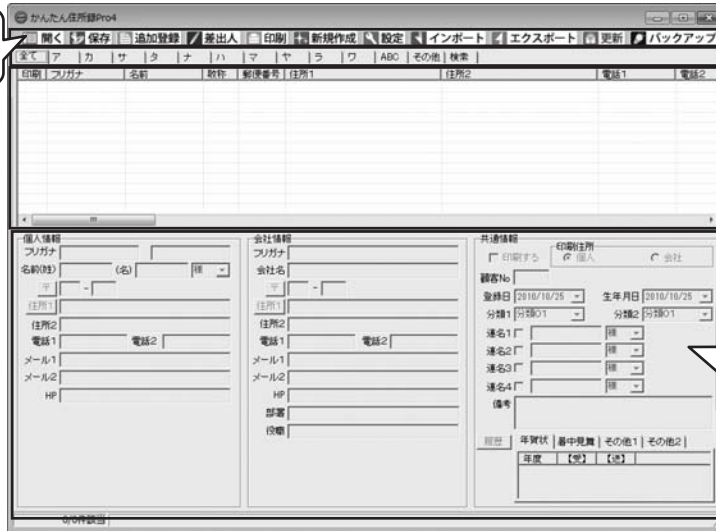 かんたん住所録Pro4
開く 保存 追加登録 差出人 印刷 新規作成 設定 インポート エクスポート 更新 バックアップ
全て ア カ サ タ ナ ハ マ ヤ ラ ワ ABC その他 検索
印刷 フリガナ 名前 敬称 郵便番号 住所1 住所2 電話1 電話2
個人情報
フリガナ
名前(姓) (名) 様
〒 -
住所1
住所2
電話1 電話2
メール1
メール2
HP
会社情報
フリガナ
会社名
〒 -
住所1
住所2
電話1 電話2
メール1
メール2
HP
部署
役職
共通情報
印刷する 印刷住所 個人 会社
顧客No
登録日 2010/10/25 生年月日 2010/10/25
分類1 分類01 分類2 分類01
連名1 様
連名2 様
連名3 様
連名4 様
備考
履歴 年賀状 暑中見舞 その他1 その他2
年度 【受】 【送】
0/0件該当